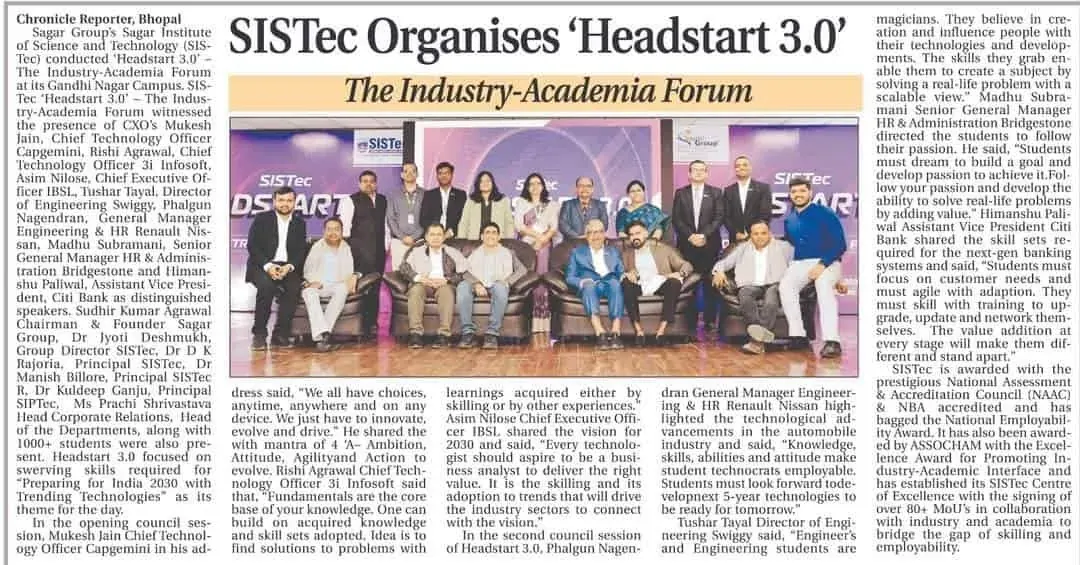 SISTec Organises ‘Headstart 3.0’
The Industry-Academia Forum
Chronicle Reporter, Bhopal
Sagar Group’s Sagar Institute
of Science and Technology (SIS-
Tec) conducted ‘Headstart 3.0’ –
The Industry-Academia Forum
at its Gandhi Nagar Campus. SIS-
Tec ‘Headstart 3.0’ – The Indus-
try-Academia Forum witnessed
the presence of CXO’s Mukesh
Jain, Chief Technology Officer
Capgemini, Rishi Agrawal, Chief
Technology Officer 3i Infosoft,
Asim Nilose, Chief Executive Of-
ficer IBSL, Tushar Tayal, Director
of Engineering Swiggy, Phalgun
Nagendran, General Manager
Engineering & HR Renault Nis-
san, Madhu Subramani, Senior
General Manager HR & Adminis-
tration Bridgestone and Himan-
shu Paliwal, Assistant Vice Presi-
dent, Citi Bank as distinguished
speakers. Sudhir Kumar Agrawal
Chairman & Founder Sagar
Group, Dr Jyoti Deshmukh,
Group Director SISTec, Dr D K
Rajoria, Principal SISTec, Dr
Manish Billore, Principal SISTec
R, Dr Kuldeep Ganju, Principal
SIPTec, Ms Prachi Shrivastava
Head Corporate Relations, Head
of the Departments, along with
1000+ students were also pre-
sent. Headstart 3.0 focused on
swerving skills required for
“Preparing for India 2030 with
Trending Technologies” as its
theme for the day.
In the opening council ses-
sion, Mukesh Jain Chief Technol-
ogy Officer Capgemini in his ad-
SISTec
Group
SISTec
SISTec
SISTec
DSTART
START
dress said, “We all have choices,
anytime, anywhere and on any
device. We just have to innovate,
evolve and drive.” He shared the
with mantra of 4 ‘A– Ambition,
Attitude, Agilityand Action to
evolve. Rishi Agrawal Chief Tech-
nology Officer 3i Infosoft said
that, “Fundamentals are the core
base of your knowledge. One can
build on acquired knowledge
and skill sets adopted. Idea is to
find solutions to problems with
learnings acquired either by
skilling or by other experiences.”
Asim Nilose Chief Executive Offi-
cer IBSL shared the vision for
2030 and said, “Every technolo-
gist should aspire to be a busi-
ness analyst to deliver the right
value. It is the skilling and its
adoption to trends that will drive
the industry sectors to connect
with the vision.”
In the second council session
of Headstart 3.0, Phalgun Nagen-
dran General Manager Engineer-
ing & HR Renault Nissan high-
lighted the technological ad-
vancements in the automobile
industry and said, “Knowledge,
skills, abilities and attitude make
student technocrats employable.
Students must look forward tode-
velopnext 5-year technologies to
be ready for tomorrow.”
Tushar Tayal Director of Engi-
neering Swiggy said, “Engineer’s
and Engineering students are
magicians. They believe in cre-
ation and influence people with
their technologies and develop-
ments. The skills they grab en-
able them to create a subject by
solving a real-life problem with a
scalable view.” Madhu Subra-
mani Senior General Manager
HR & Administration Bridgestone
directed the students to follow
their passion. He said, “Students
must dream to build a goal and
develop passion to achieve it.Fol-
low your passion and develop the
ability to solve real-life problems
by adding value.” Himanshu Pali-
wal Assistant Vice President Citi
Bank shared the skill sets re-
quired for the next-gen banking
systems and said, “Students must
focus on customer needs and
must agile with adaption. They
must skill with training to up-
grade, update and network them-
selves. The value addition at
every stage will make them dif-
ferent and stand apart.”
SISTec is awarded with the
prestigious National Assessment
& Accreditation Council (NAAC)
& NBA accredited and has
bagged the National Employabil-
ity Award. It has also been award-
ed by ASSOCHAM with the Excel-
lence Award for Promoting In-
dustry-Academic Interface and
has established its SISTec Centre
of Excellence with the signing of
over 80+ MoU’s in collaboration
with industry and academia to
bridge the gap of skilling and
employability.